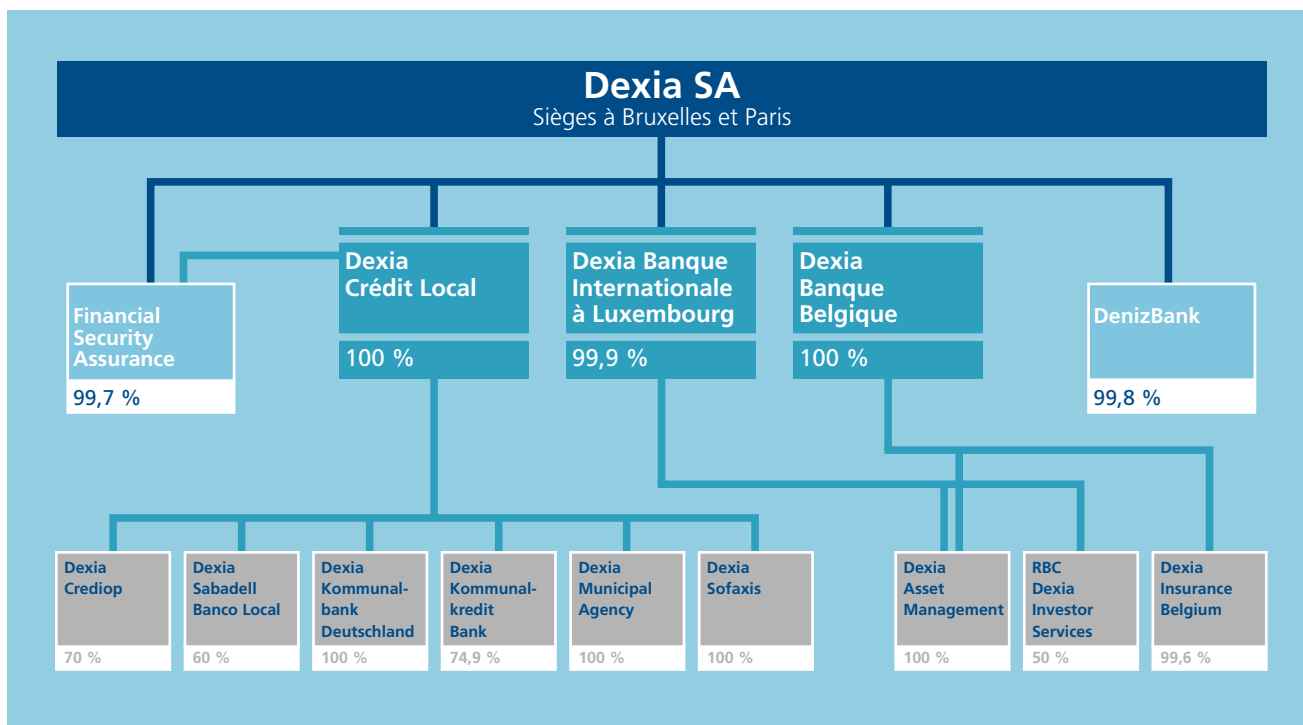 Dexia SA
Sièges à Bruxelles et Paris
Financial
Security
Assurance
99,7 %
Dexia
Crédit Local
100 %
Dexia Banque
Internationale
à Luxembourg
99,9 %
Dexia
Banque
Belgique
100 %
DenizBank
99,8 %
Dexia
Crediop
70 %
Dexia
Sabadell
Banco Local
60 %
Dexia
Kommunal-
bank
Deutschland
100 %
Dexia
Kommunal-
kredit
Bank
74,9 %
Dexia
Municipal
Agency
100 %
Dexia
Sofaxis
100 %
Dexia
Asset
Management
100 %
RBC
Dexia
Investor
Services
50 %
Dexia
Insurance
Belgium
99,6 %